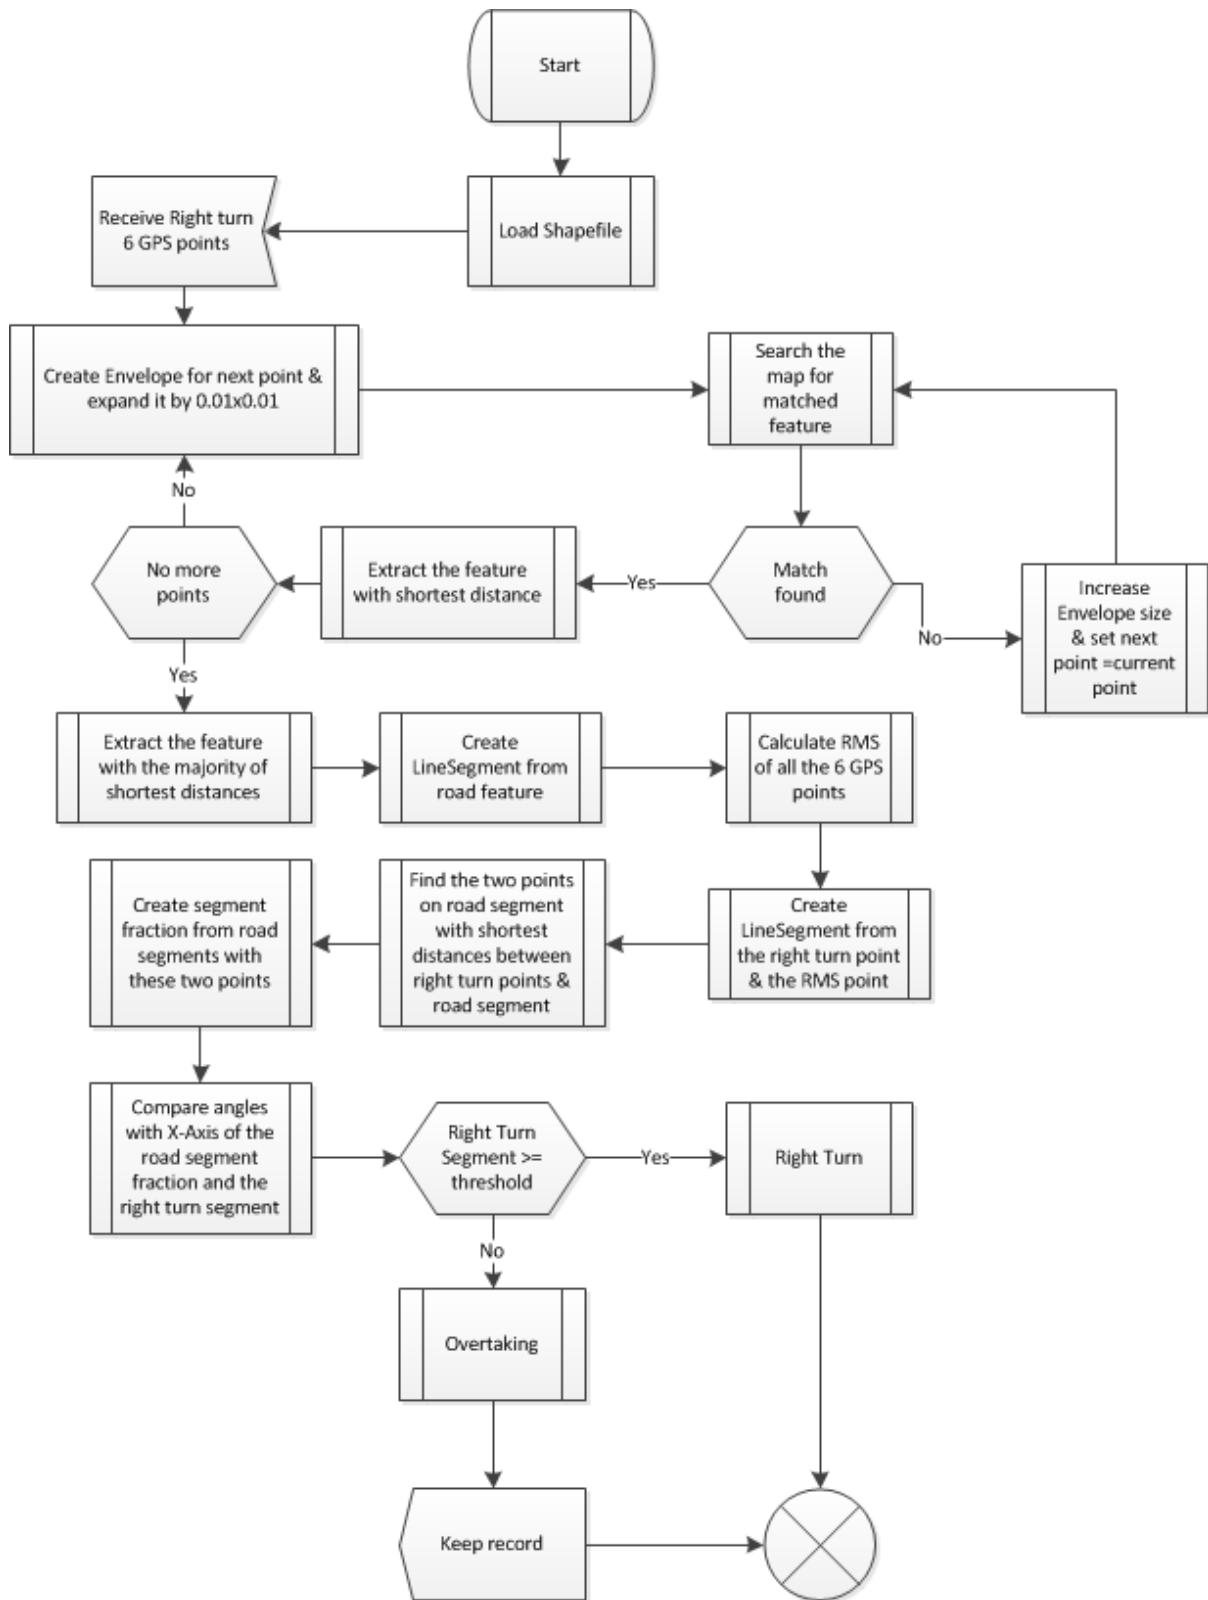 Start
Load Shapefile
Receive Right turn
6 GPS points
Create Envelope for next point &
expand it by 0.01x0.01
Search the
map for
matched
feature
No
No more
points
Extract the feature
with shortest distance
Yes
Match
found
No
Increase
Envelope size
& set next
point =current
point
Yes
Extract the feature
with the majority of
shortest distances
Create
LineSegment from
road feature
Calculate RMS
of all the 6 GPS
points
Create segment
fraction from road
segments with
these two points
Find the two points
on road segment
with shortest
distances between
right turn points &
road segment
Create
LineSegment from
the right turn point
& the RMS point
Compare angles
with X-Axis of the
road segment
fraction and the
right turn segment
Right Turn
Segment >=
threshold
Yes
Right Turn
No
Overtaking
Keep record